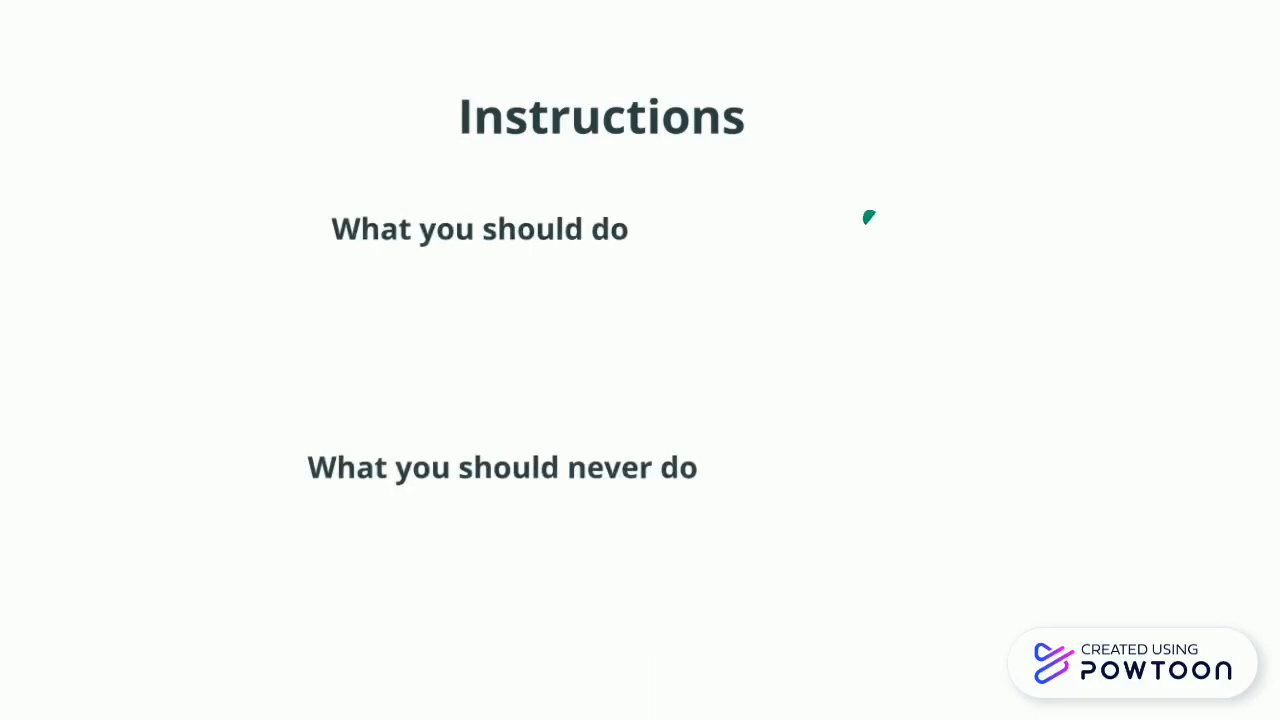 Instructions
What you should do
What you should never do
CREATED USING
POWTOON